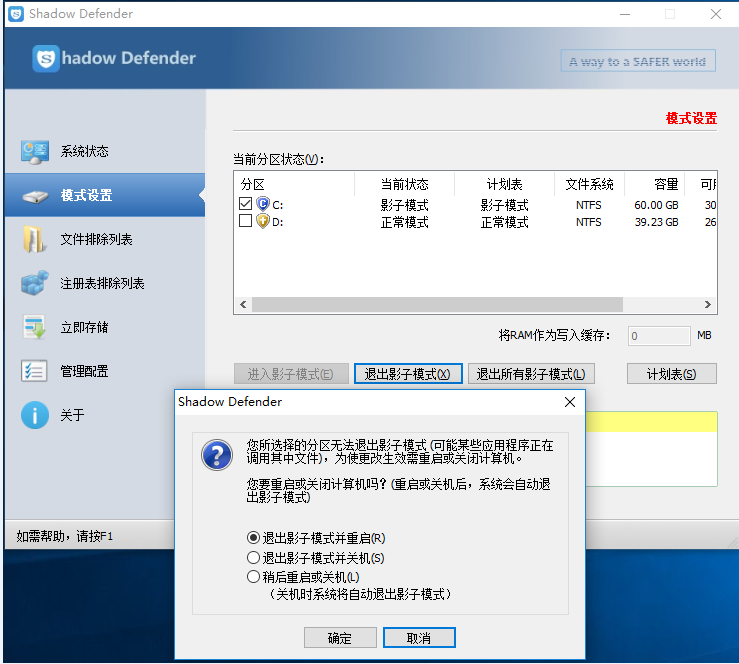 Shadow Defender
Shadow Defender
A way to a SAFER world
模式设置
系统状态
模式设置
文件排除列表
注册表排除列表
立即存储
管理配置
关于
当前分区状态(V):
分区 当前状态 计划表 文件系统 容量
C: 影子模式 影子模式 NTFS 60.00 GB 30
D: 正常模式 正常模式 NTFS 39.23 GB 26
将RAM作为写入缓存: 0 MB
进入影子模式(E) 退出影子模式(X) 退出所有影子模式(L) 计划表(S)
Shadow Defender
您所选择的分区无法退出影子模式 (可能某些应用程序正在
调用其中文件)，为使更改生效需重启或关闭计算机。
您要重启或关闭计算机吗？(重启或关机后，系统会自动退
出影子模式)
退出影子模式并重启(R)
退出影子模式并关机(S)
稍后重启或关机(L)
（关机时系统将自动退出影子模式）
确定 取消
如需帮助，请按F1